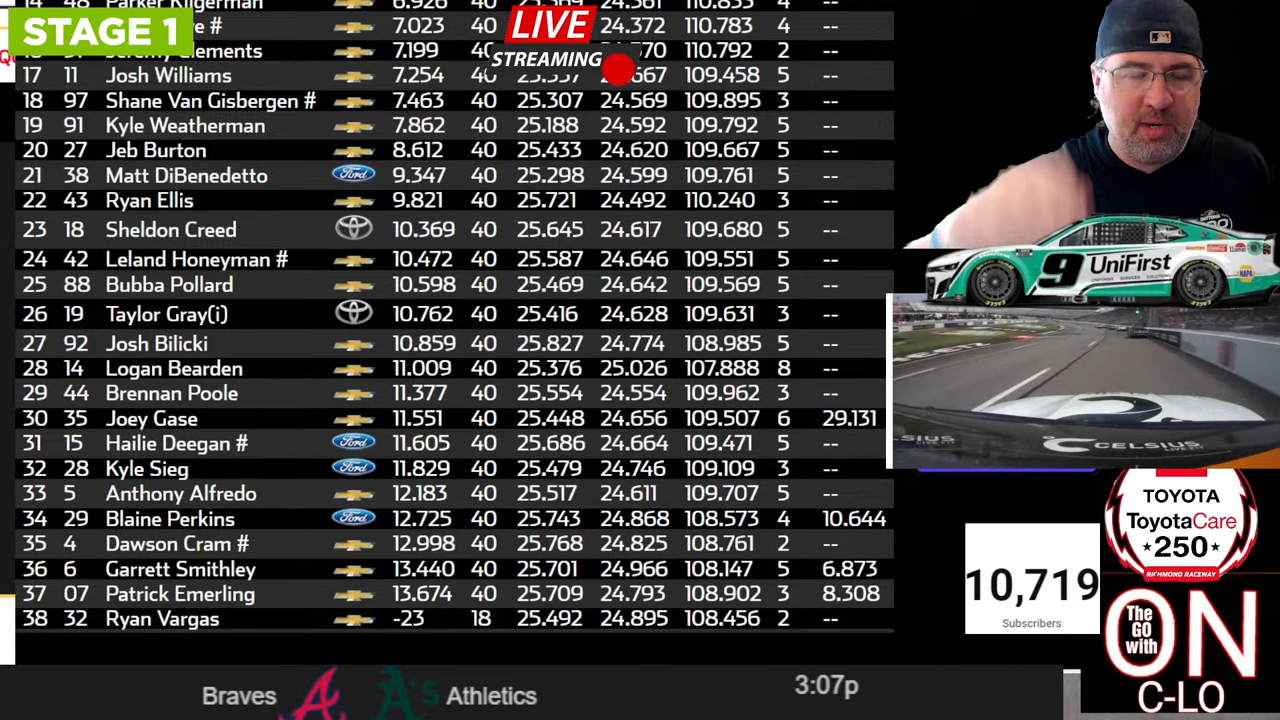 STAGE 1
LIVE
STREAMING
14 48 Parker Kligerman 6.926 40 24.361 110.833 4 --
7.023 40 24.372 110.783 4 --
Clements 7.199 40 110.792 2 --
17 11 Josh Williams 7.254 40 109.458 5 --
18 97 Shane Van Gisbergen # 7.463 40 25.307 24.569 109.895 3 --
19 91 Kyle Weatherman 7.862 40 25.188 24.592 109.792 5 --
20 27 Jeb Burton 8.612 40 25.433 24.620 109.667 5 --
21 38 Matt DiBenedetto Ford 9.347 40 25.298 24.599 109.761 5 --
22 43 Ryan Ellis 9.821 40 25.721 24.492 110.240 3 --
23 18 Sheldon Creed 10.369 40 25.645 24.617 109.680 5 --
24 42 Leland Honeyman # 10.472 40 25.587 24.646 109.551 5 --
25 88 Bubba Pollard 10.598 40 25.469 24.642 109.569 5 --
26 19 Taylor Gray(i) 10.762 40 25.416 24.628 109.631 3 --
27 92 Josh Bilicki 10.859 40 25.827 24.774 108.985 5 --
28 14 Logan Bearden 11.009 40 25.376 25.026 107.888 8 --
29 44 Brennan Poole 11.377 40 25.554 24.554 109.962 3 --
30 35 Joey Gase 11.551 40 25.448 24.656 109.507 6 29.131
31 15 Hailie Deegan # Ford 11.605 40 25.686 24.664 109.471 5 --
32 28 Kyle Sieg Ford 11.829 40 25.479 24.746 109.109 3 --
33 5 Anthony Alfredo 12.183 40 25.517 24.611 109.707 5 --
34 29 Blaine Perkins Ford 12.725 40 25.743 24.868 108.573 4 10.644
35 4 Dawson Cram # 12.998 40 25.768 24.825 108.761 2 --
36 6 Garrett Smithley 13.440 40 25.701 24.966 108.147 5 6.873
37 07 Patrick Emerling 13.674 40 25.709 24.793 108.902 3 8.308
38 32 Ryan Vargas -23 18 25.492 24.895 108.456 2 --
9 UniFirst
NAPA
CELSIUS
TOYOTA
ToyotaCare
250
RICHMOND RACEWAY
10,719
Subscribers
The GO with ON
C-LO
Braves A A's Athletics 3:07p